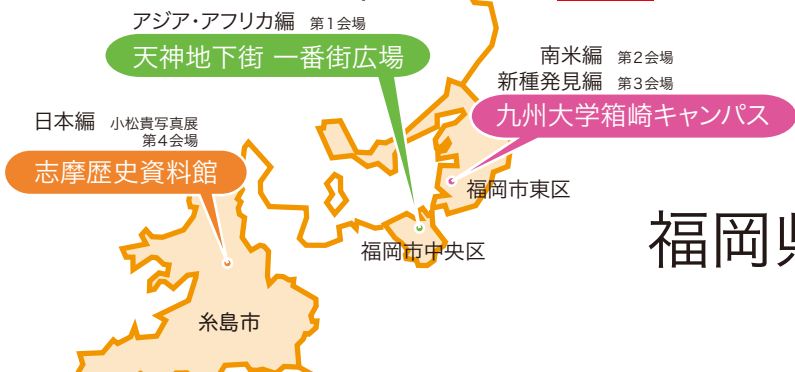 アジア・アフリカ編 第1会場
天神地下街 一番街広場
南米編 第2会場
新種発見編 第3会場
九州大学箱崎キャンパス
日本編 小松貴写真展
第4会場
志摩歴史資料館
福岡市東区
福岡市中央区
福岡県
糸島市